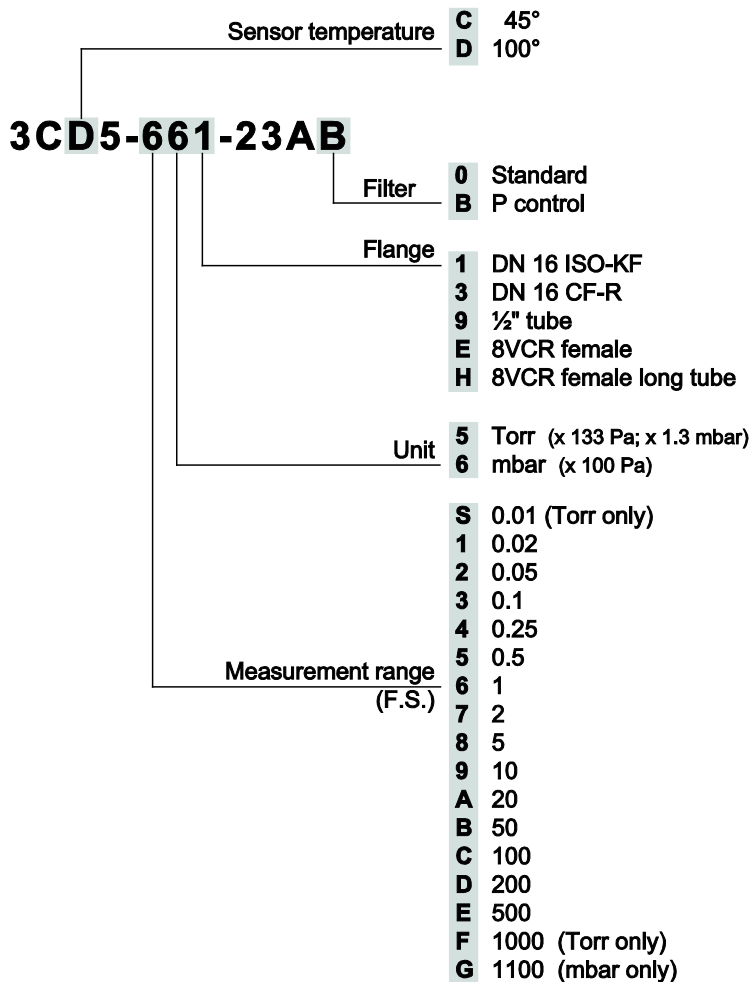 Sensor temperature
C 45°
D 100°
3CD5-661-23AB
Filter
0 Standard
B P control
Flange
1 DN 16 ISO-KF
3 DN 16 CF-R
9 ½" tube
E 8VCR female
H 8VCR female long tube
Unit
5 Torr (x 133 Pa; x 1.3 mbar)
6 mbar (x 100 Pa)
Measurement range
(F.S.)
S 0.01 (Torr only)
1 0.02
2 0.05
3 0.1
4 0.25
5 0.5
6 1
7 2
8 5
9 10
A 20
B 50
C 100
D 200
E 500
F 1000 (Torr only)
G 1100 (mbar only)